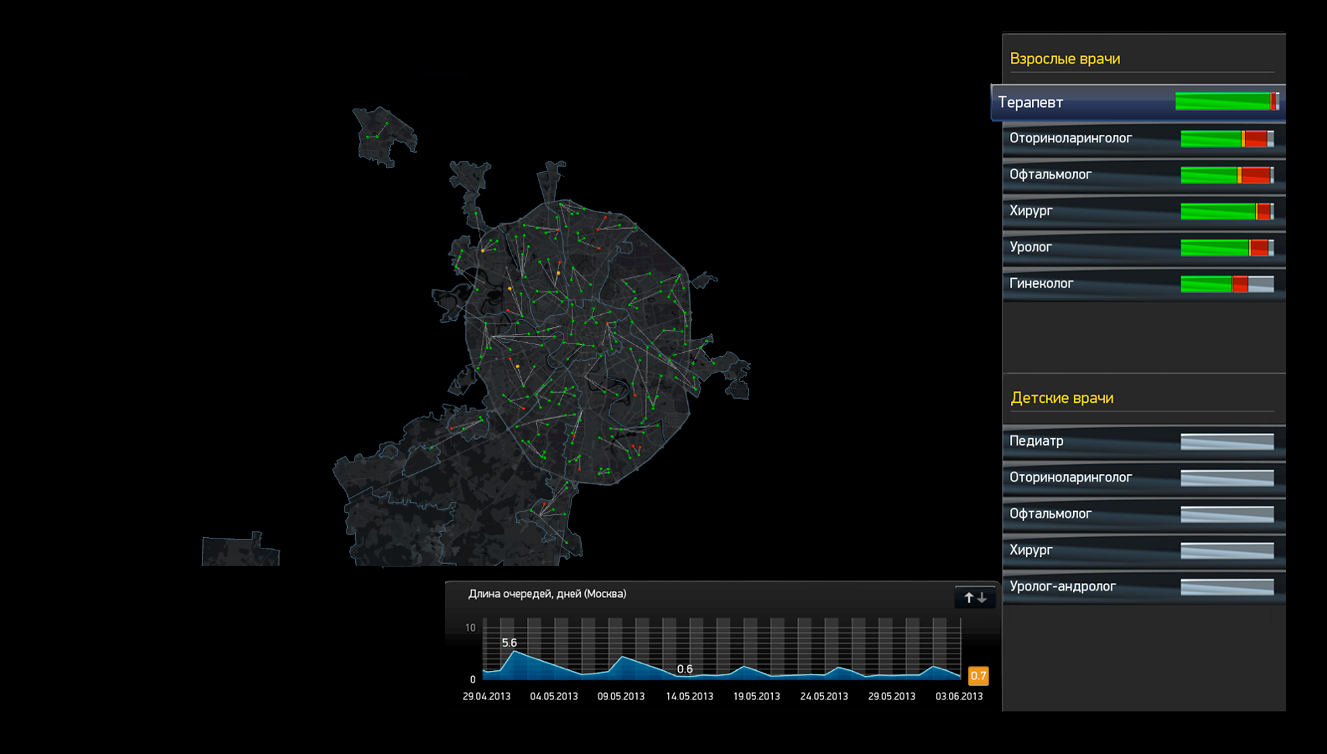 Взрослые врачи
Терапевт
Оториноларинголог
Офтальмолог
Хирург
Уролог
Гинеколог
Детские врачи
Педиатр
Оториноларинголог
Офтальмолог
Хирург
Уролог-андролог
Длина очередей, дней (Москва)
10
5.6
0.6
0
0.7
29.04.2013 04.05.2013 09.05.2013 14.05.2013 19.05.2013 24.05.2013 29.05.2013 03.06.2013